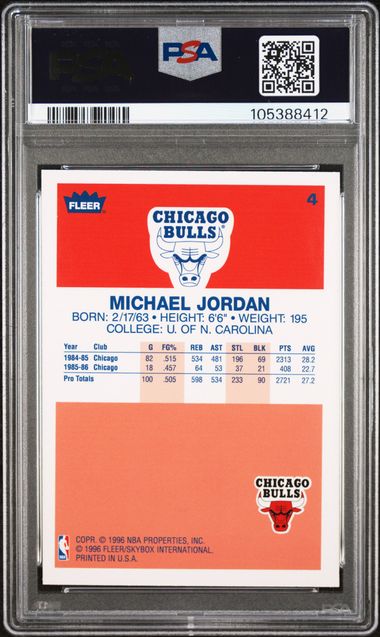 PSA
PSA
105388412
FLEER
4
CHICAGO
BULLS
MICHAEL JORDAN
BORN: 2/17/63 • HEIGHT: 6'6" • WEIGHT: 195
COLLEGE: U. OF N. CAROLINA
Year Club G FG% REB AST STL BLK PTS AVG
1984-85 Chicago 82 .515 534 481 196 69 2313 28.2
1985-86 Chicago 18 .457 64 53 37 21 408 22.7
Pro Totals 100 .505 598 534 233 90 2721 27.2
CHICAGO
BULLS
COPR. © 1996 NBA PROPERTIES, INC.
© 1996 FLEER/SKYBOX INTERNATIONAL.
PRINTED IN U.S.A.
PSA